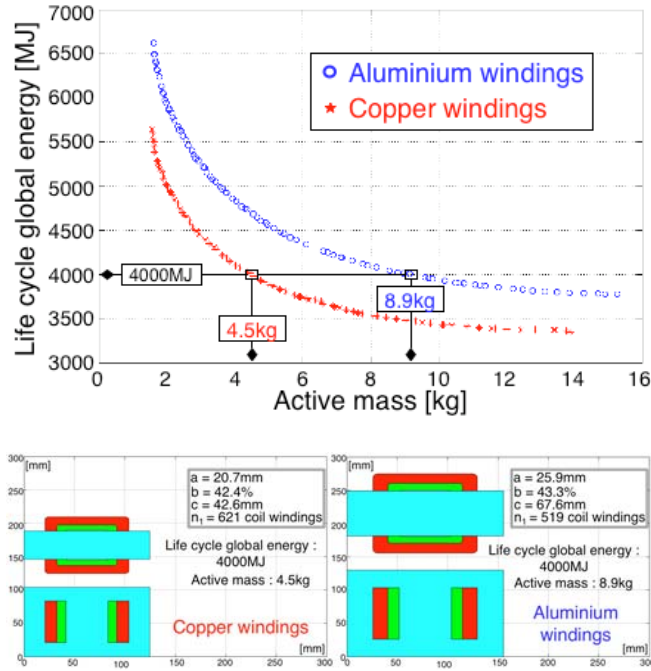 Life cycle global energy [MJ]
7000
6500
6000
5500
5000
4500
4000
3500
3000
Aluminium windings
Copper windings
4000MJ
4.5kg
8.9kg
0 2 4 6 8 10 12 14 16
Active mass [kg]
300
[mm]
250
200
150
100
50
0
a = 20.7mm
b = 42.4%
c = 42.6mm
n1 = 621 coil windings
Life cycle global energy :
4000MJ
Active mass : 4.5kg
Copper windings
0 50 100 150 200 250 300
[mm]
300
[mm]
250
200
150
100
50
0
a = 25.9mm
b = 43.3%
c = 67.6mm
n1 = 519 coil windings
Life cycle global energy :
4000MJ
Active mass : 8.9kg
Aluminium
windings
0 50 100 150 200 250 300
[mm]